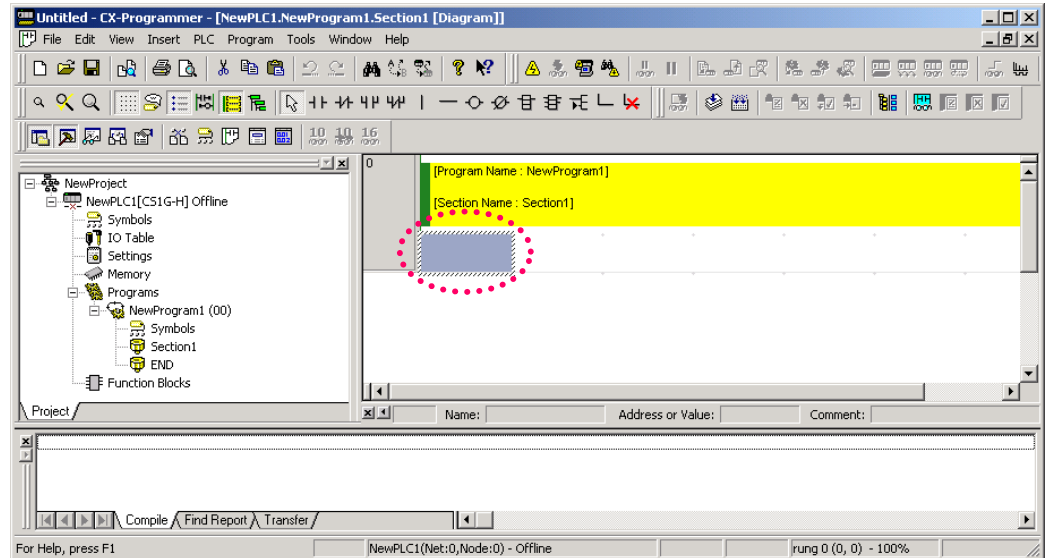 Untitled - CX-Programmer - [NewPLC1.NewProgram1.Section1 [Diagram]]
File Edit View Insert PLC Program Tools Window Help
10 10 16
0
[Program Name : NewProgram1]
[Section Name : Section1]
NewProject
NewPLC1[CS1G-H] Offline
Symbols
IO Table
Settings
Memory
Programs
NewProgram1 (00)
Symbols
Section1
END
Function Blocks
Project
Name: Address or Value: Comment:
Compile Find Report Transfer
For Help, press F1 NewPLC1(Net:0,Node:0) - Offline rung 0 (0, 0) - 100%